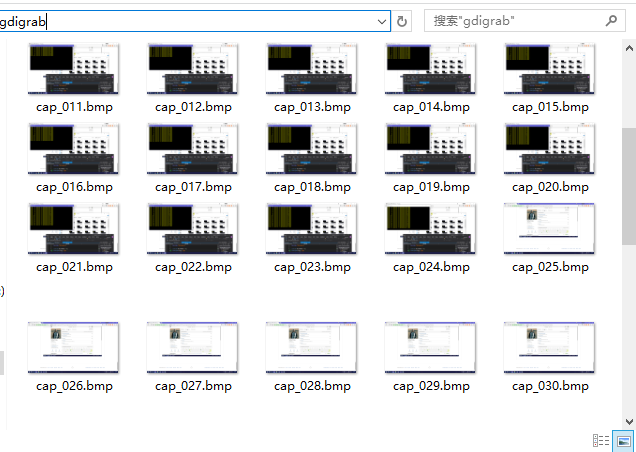 gdigrab
搜索"gdigrab"
cap_011.bmp cap_012.bmp cap_013.bmp cap_014.bmp cap_015.bmp
cap_016.bmp cap_017.bmp cap_018.bmp cap_019.bmp cap_020.bmp
cap_021.bmp cap_022.bmp cap_023.bmp cap_024.bmp cap_025.bmp
:)
cap_026.bmp cap_027.bmp cap_028.bmp cap_029.bmp cap_030.bmp